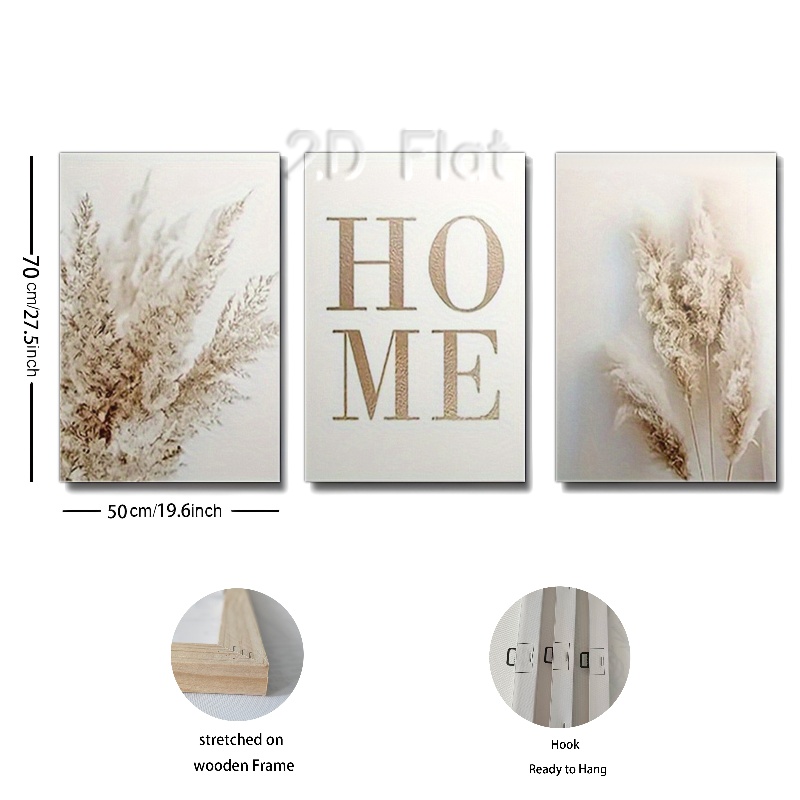 2D Flat
HO
ME
70cm/27.5inch
50cm/19.6inch
stretched on
wooden Frame
Hook
Ready to Hang